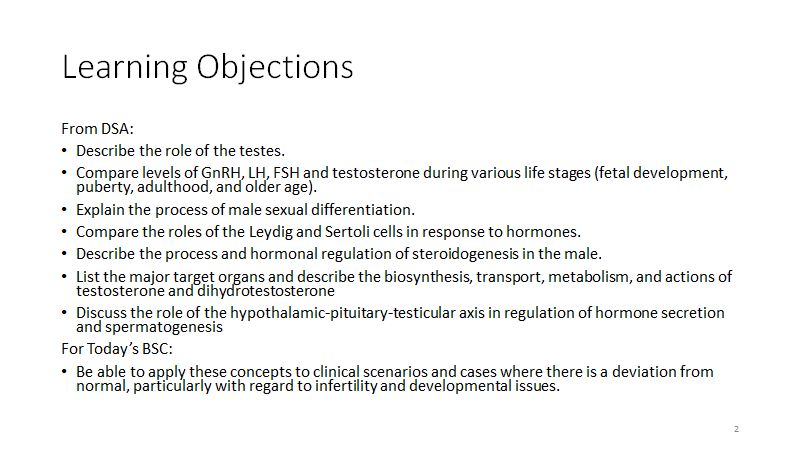 Learning Objections
From DSA:
• Describe the role of the testes.
• Compare levels of GnRH, LH, FSH and testosterone during various life stages (fetal development,
puberty, adulthood, and older age).
• Explain the process of male sexual differentiation.
• Compare the roles of the Leydig and Sertoli cells in response to hormones.
• Describe the process and hormonal regulation of steroidogenesis in the male.
• List the major target organs and describe the biosynthesis, transport, metabolism, and actions of
testosterone and dihydrotestosterone
• Discuss the role of the hypothalamic-pituitary-testicular axis in regulation of hormone secretion
and spermatogenesis
For Today's BSC:
• Be able to apply these concepts to clinical scenarios and cases where there is a deviation from
normal, particularly with regard to infertility and developmental issues.
2